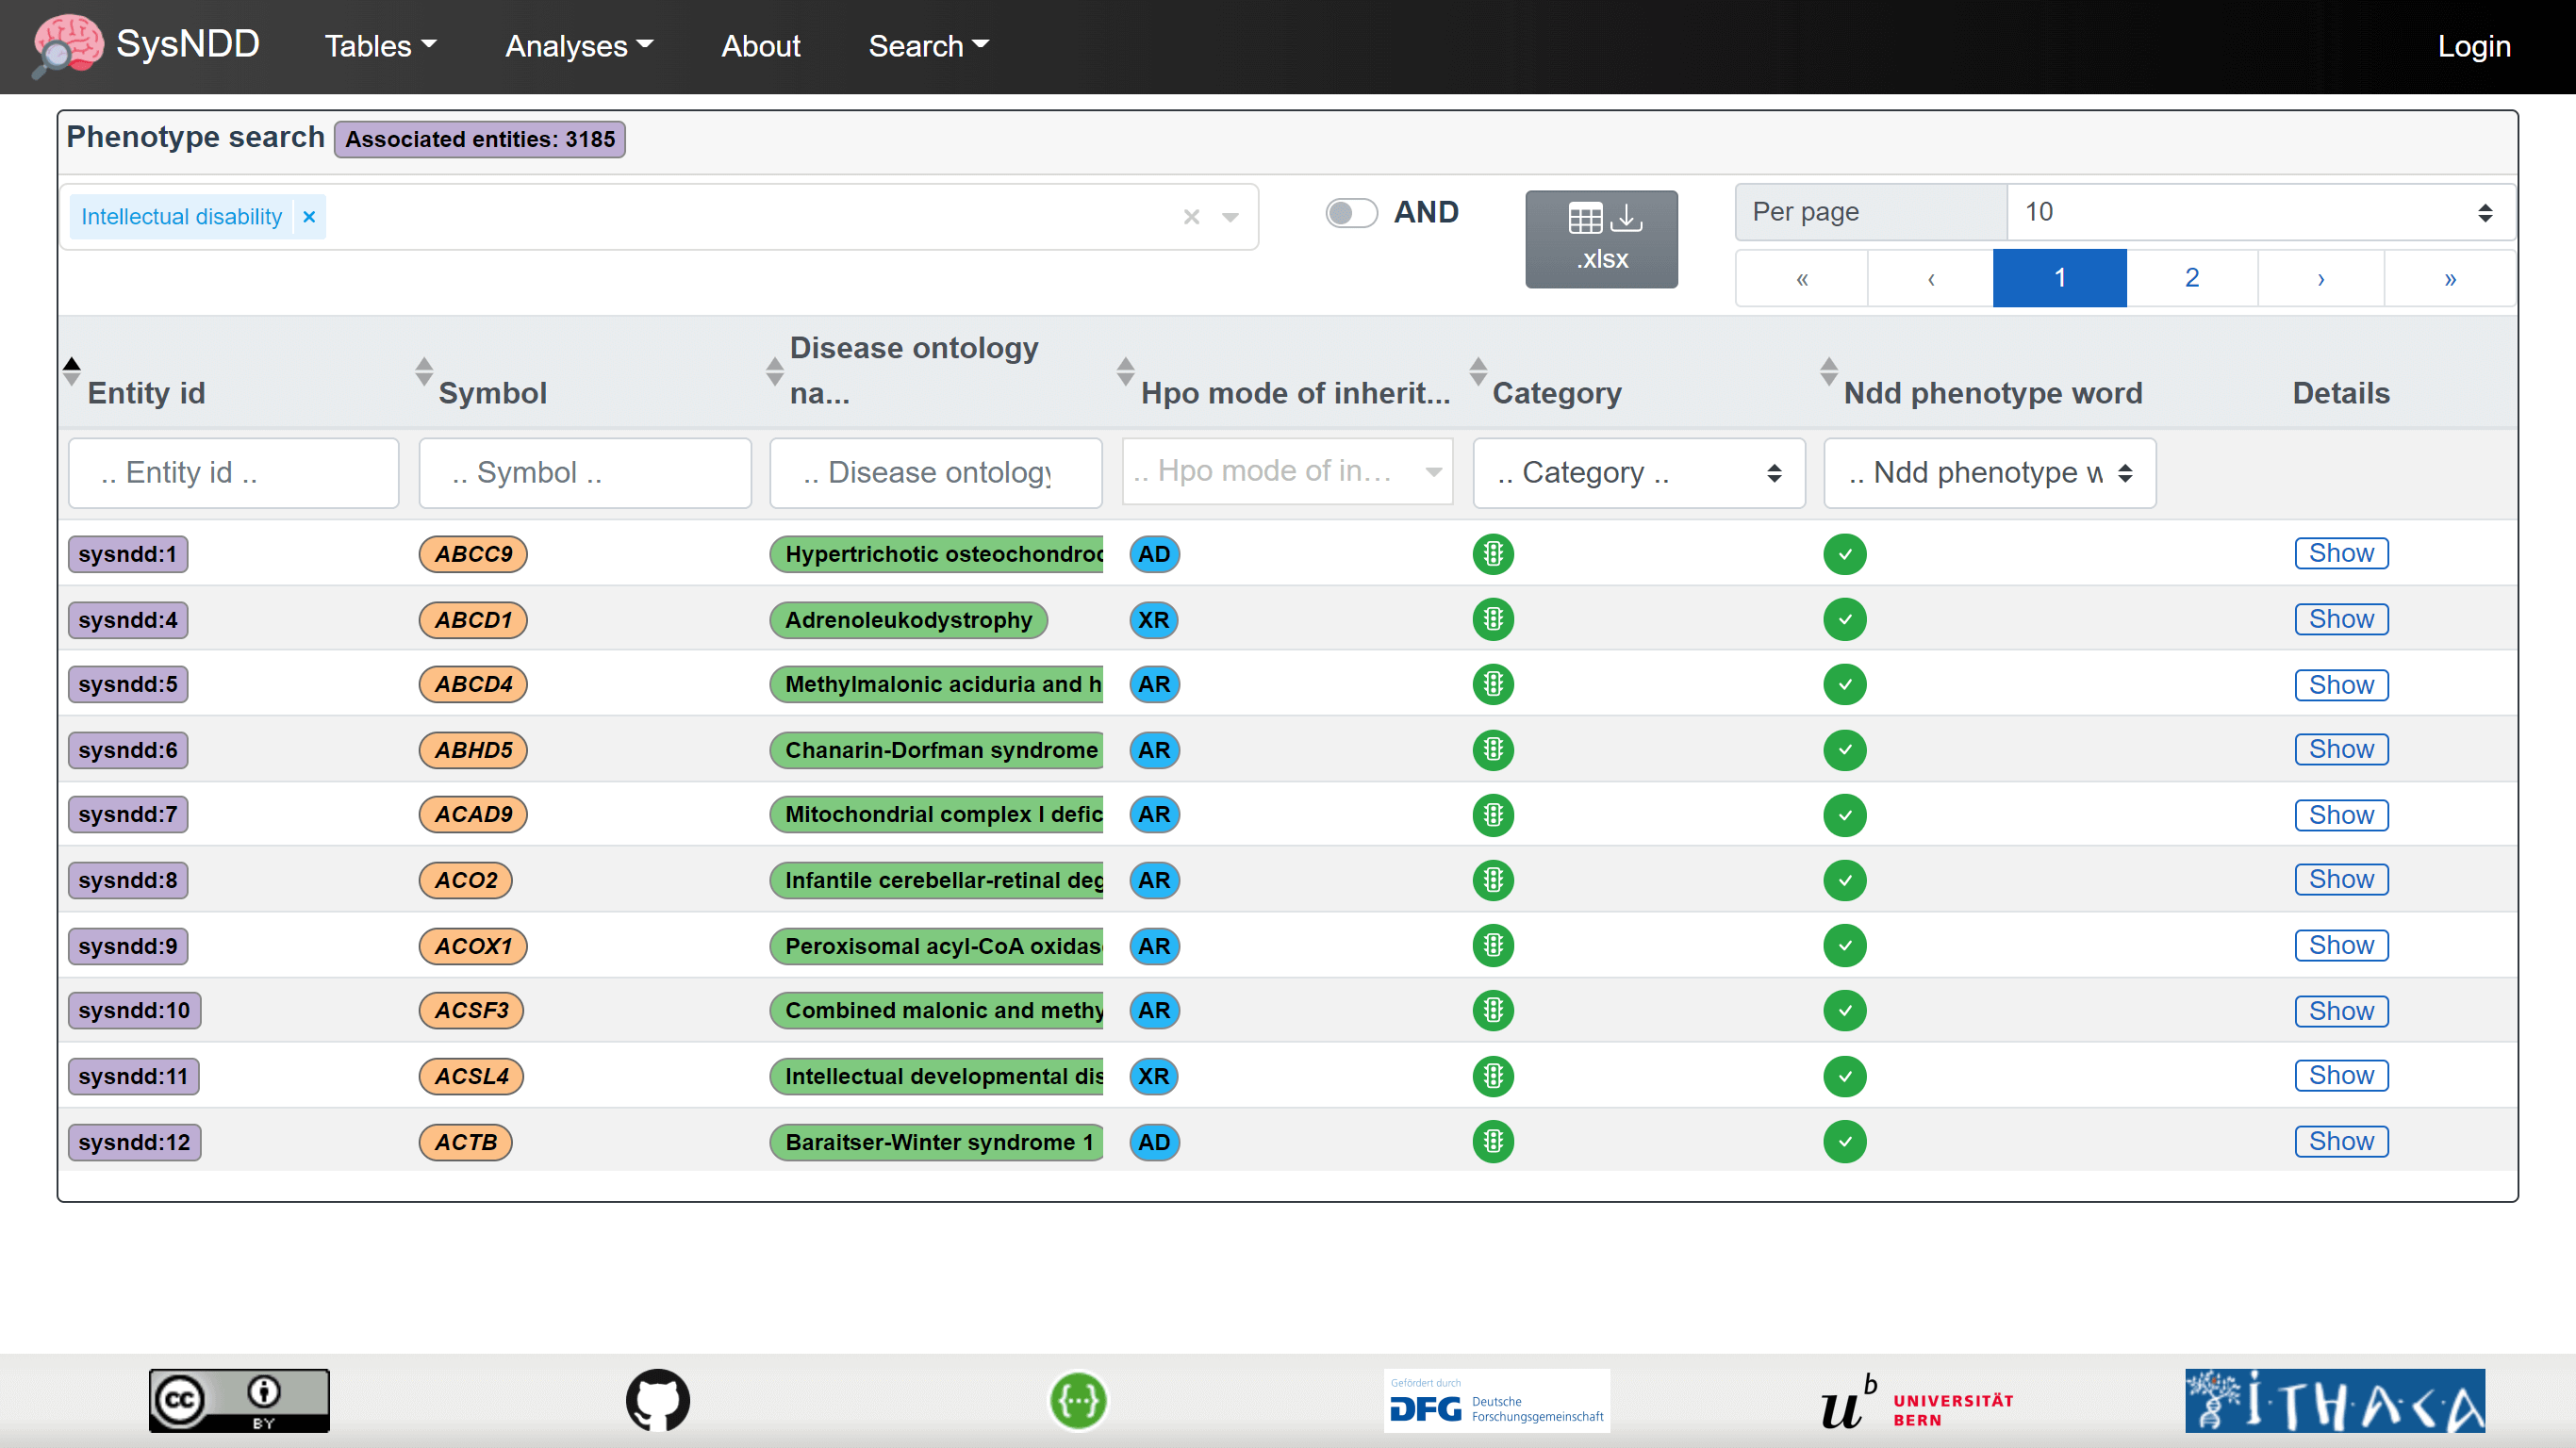 SysNDD Tables Analyses About Search Login
Phenotype search Associated entities: 3185
Intellectual disability × × AND .xlsx Per page 10
« ‹ 1 2 › »
Entity id Symbol Disease ontology na... Hpo mode of inherit... Category Ndd phenotype word Details
.. Entity id .. .. Symbol .. .. Disease ontology .. Hpo mode of in... .. Category .. .. Ndd phenotype w
sysndd:1 ABCC9 Hypertrichotic osteochondro AD Show
sysndd:4 ABCD1 Adrenoleukodystrophy XR Show
sysndd:5 ABCD4 Methylmalonic aciduria and h AR Show
sysndd:6 ABHD5 Chanarin-Dorfman syndrome AR Show
sysndd:7 ACAD9 Mitochondrial complex I defic AR Show
sysndd:8 ACO2 Infantile cerebellar-retinal deg AR Show
sysndd:9 ACOX1 Peroxisomal acyl-CoA oxidas AR Show
sysndd:10 ACSF3 Combined malonic and methy AR Show
sysndd:11 ACSL4 Intellectual developmental dis XR Show
sysndd:12 ACTB Baraitser-Winter syndrome 1 AD Show
cc BY
{···}
Gefördert durch
DFG Deutsche Forschungsgemeinschaft
u b UNIVERSITÄT BERN
ITHACA